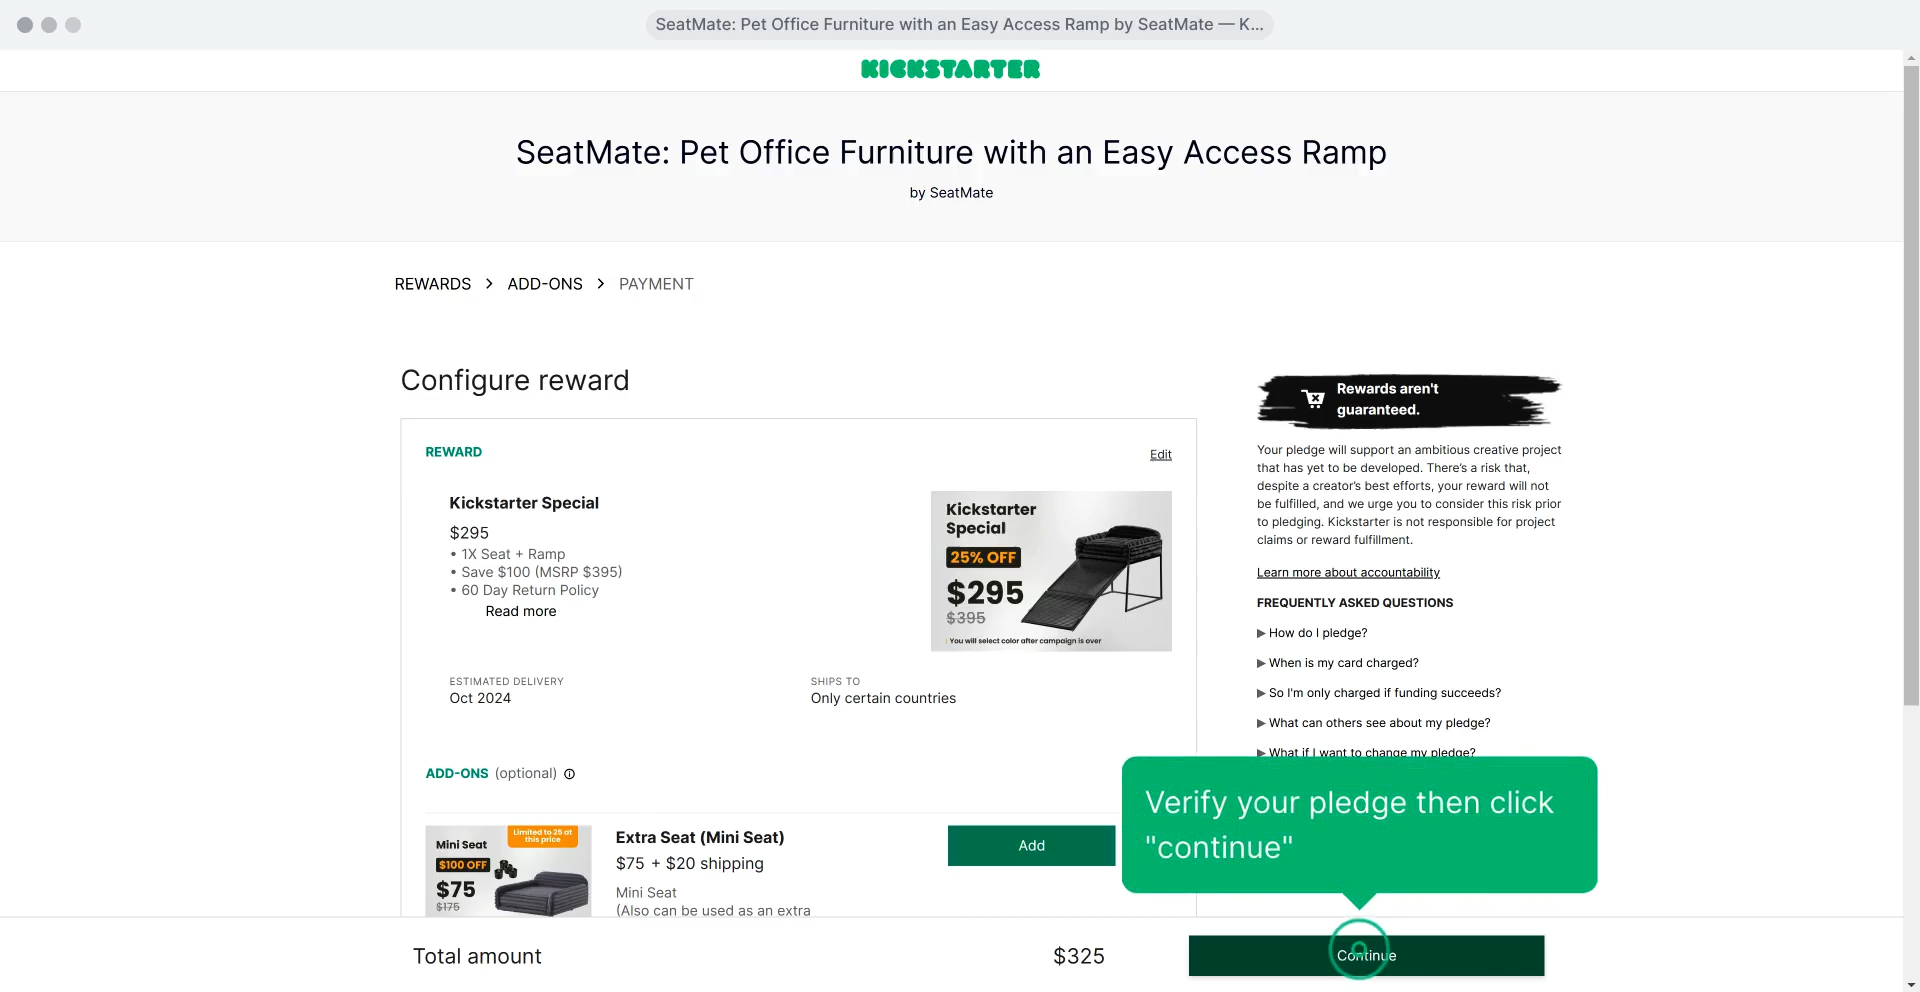 SeatMate: Pet Office Furniture with an Easy Access Ramp by SeatMate — K...
KICKSTARTER
SeatMate: Pet Office Furniture with an Easy Access Ramp
by SeatMate
REWARDS > ADD-ONS > PAYMENT
Configure reward
REWARD
Edit
Kickstarter Special
$295
• 1X Seat + Ramp
• Save $100 (MSRP $395)
• 60 Day Return Policy
Read more
Kickstarter
Special
25% OFF
$295
$395
You will select color after campaign is over
ESTIMATED DELIVERY
Oct 2024
SHIPS TO
Only certain countries
ADD-ONS (optional)
Limited to 25 at
this price
Mini Seat
$100 OFF
$75
$175
Extra Seat (Mini Seat)
$75 + $20 shipping
Mini Seat
(Also can be used as an extra
Add
Rewards aren't
guaranteed.
Your pledge will support an ambitious creative project
that has yet to be developed. There's a risk that,
despite a creator's best efforts, your reward will not
be fulfilled, and we urge you to consider this risk prior
to pledging. Kickstarter is not responsible for project
claims or reward fulfillment.
Learn more about accountability
FREQUENTLY ASKED QUESTIONS
▶ How do I pledge?
▶ When is my card charged?
▶ So I'm only charged if funding succeeds?
▶ What can others see about my pledge?
▶ What if I want to change my pledge?
Verify your pledge then click
"continue"
Total amount
$325
Continue